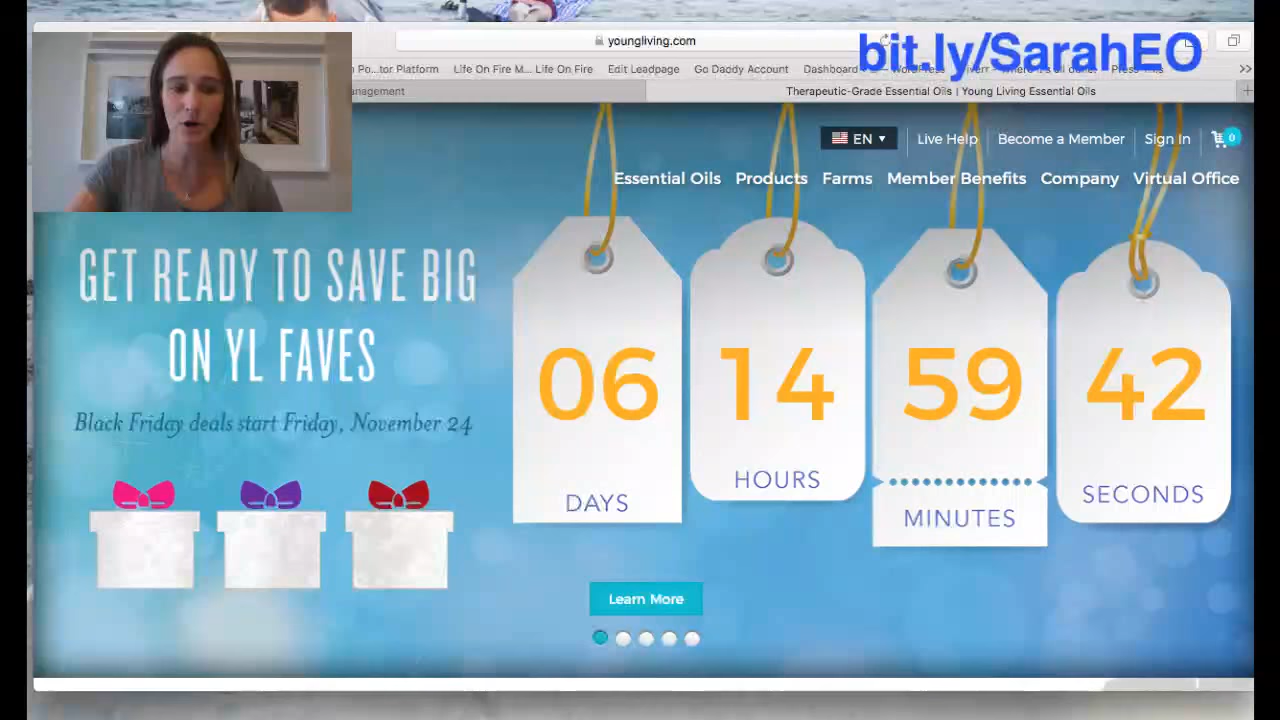 youngliving.com
bit.ly/SarahEO
tor Platform Life On Fire M... Life On Fire Edit Leadpage Go Daddy Account Dashboard
anagement
Therapeutic-Grade Essential Oils | Young Living Essential Oils
EN ▼ Live Help Become a Member Sign In 0
Essential Oils Products Farms Member Benefits Company Virtual Office
GET READY TO SAVE BIG
ON YL FAVES
Black Friday deals start Friday, November 24
06 14 59 42
DAYS HOURS MINUTES SECONDS
Learn More